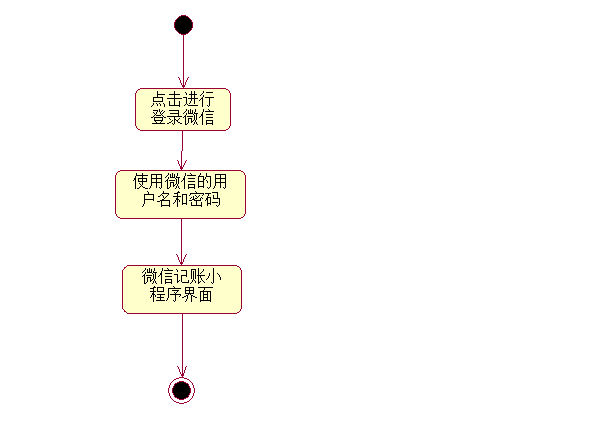 点击进行
登录微信
使用微信的用
户名和密码
微信记账小
程序界面